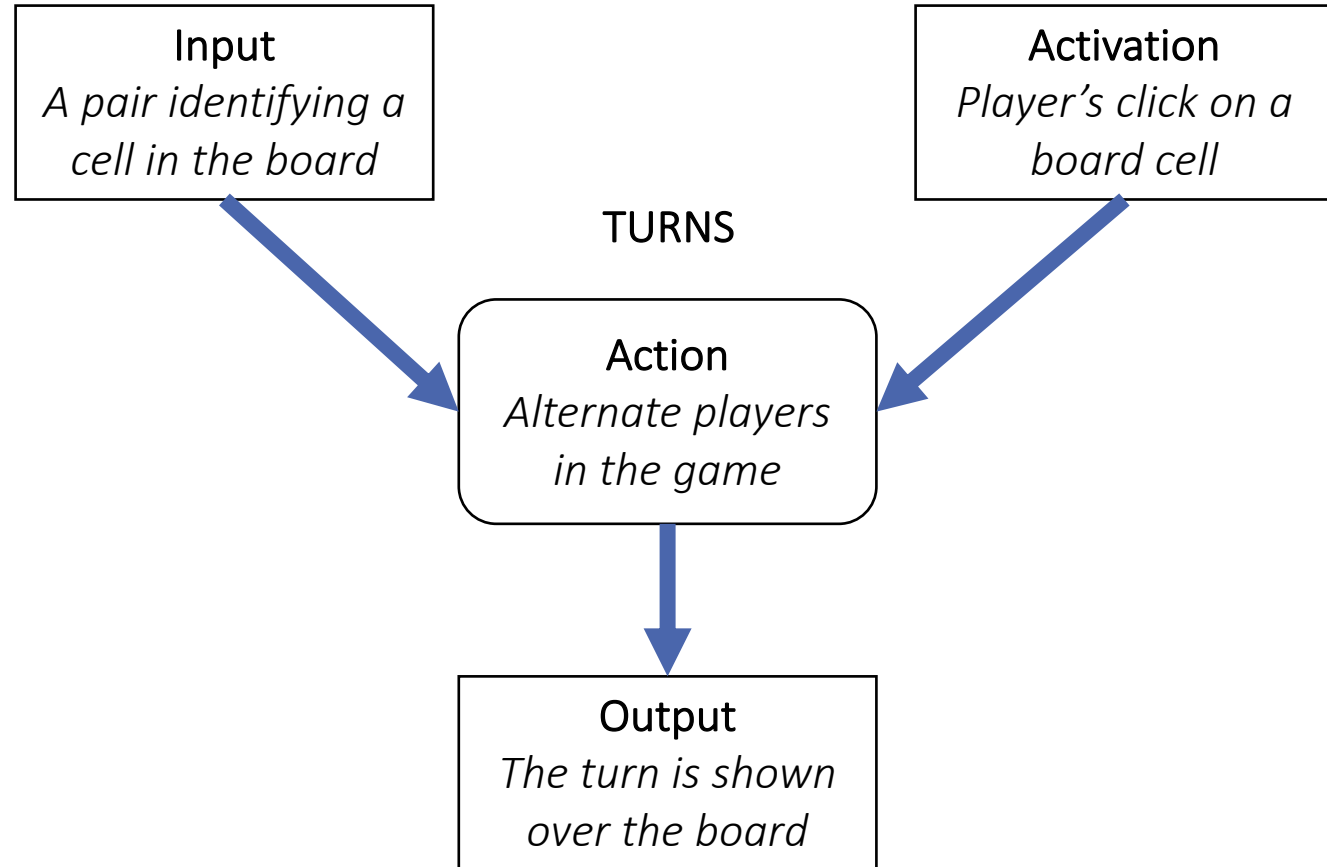 Input
A pair identifying a
cell in the board
Activation
Player’s click on a
board cell
TURNS
Action
Alternate players
in the game
Output
The turn is shown
over the board